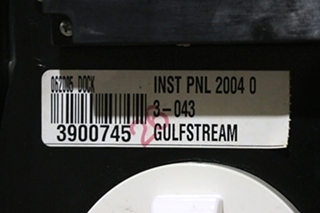 062005 DOCK INST PNL 2004 0
3-043
3900745 GULFSTREAM